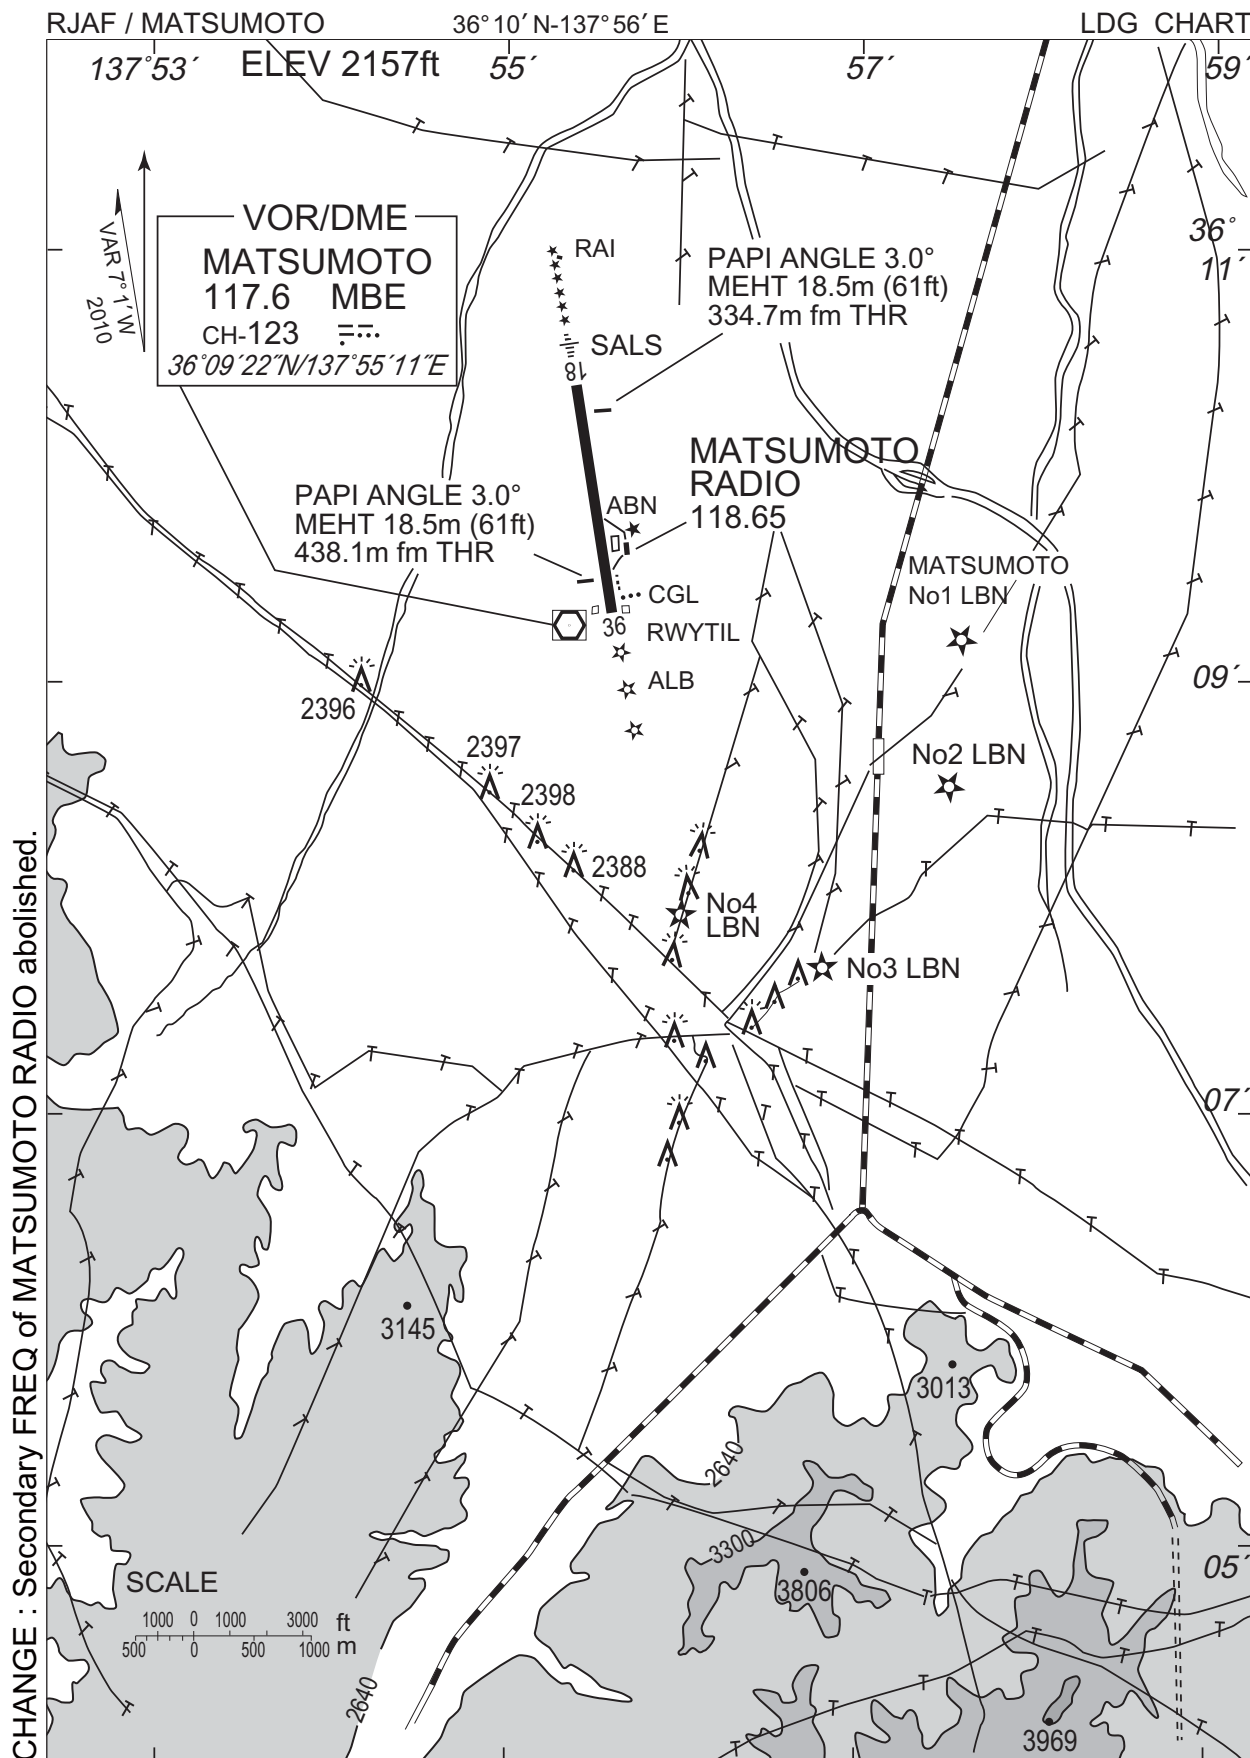 RJAF / MATSUMOTO
36°10′N-137°56′E
LDG CHART
137°53′
ELEV 2157ft
55′
57′
59′
VAR 7°1′W
2010
VOR/DME
MATSUMOTO
117.6 MBE
CH-123
36°09′22″N/137°55′11″E
RAI
SALS
18
PAPI ANGLE 3.0°
MEHT 18.5m (61ft)
334.7m fm THR
36°
11′
MATSUMOTO
RADIO
118.65
PAPI ANGLE 3.0°
MEHT 18.5m (61ft)
438.1m fm THR
ABN
CGL
36
RWYTIL
ALB
MATSUMOTO
No1 LBN
09′
2396
2397
2398
2388
No2 LBN
No4
LBN
No3 LBN
07′
3145
3013
2640
3300
3806
05′
SCALE
1000 0 1000 3000 ft
500 0 500 1000 m
2640
3969
CHANGE : Secondary FREQ of MATSUMOTO RADIO abolished.